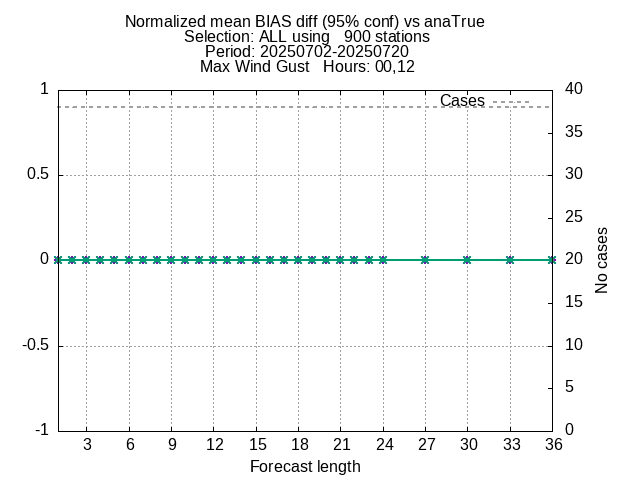 Normalized mean BIAS diff (95% conf) vs anaTrue
Selection: ALL using   900 stations
Period: 20250702-20250720
Max Wind Gust   Hours: 00,12
Cases
1
0.5
0
-0.5
-1
40
35
30
25
20
15
10
5
0
No cases
3 6 9 12 15 18 21 24 27 30 33 36
Forecast length